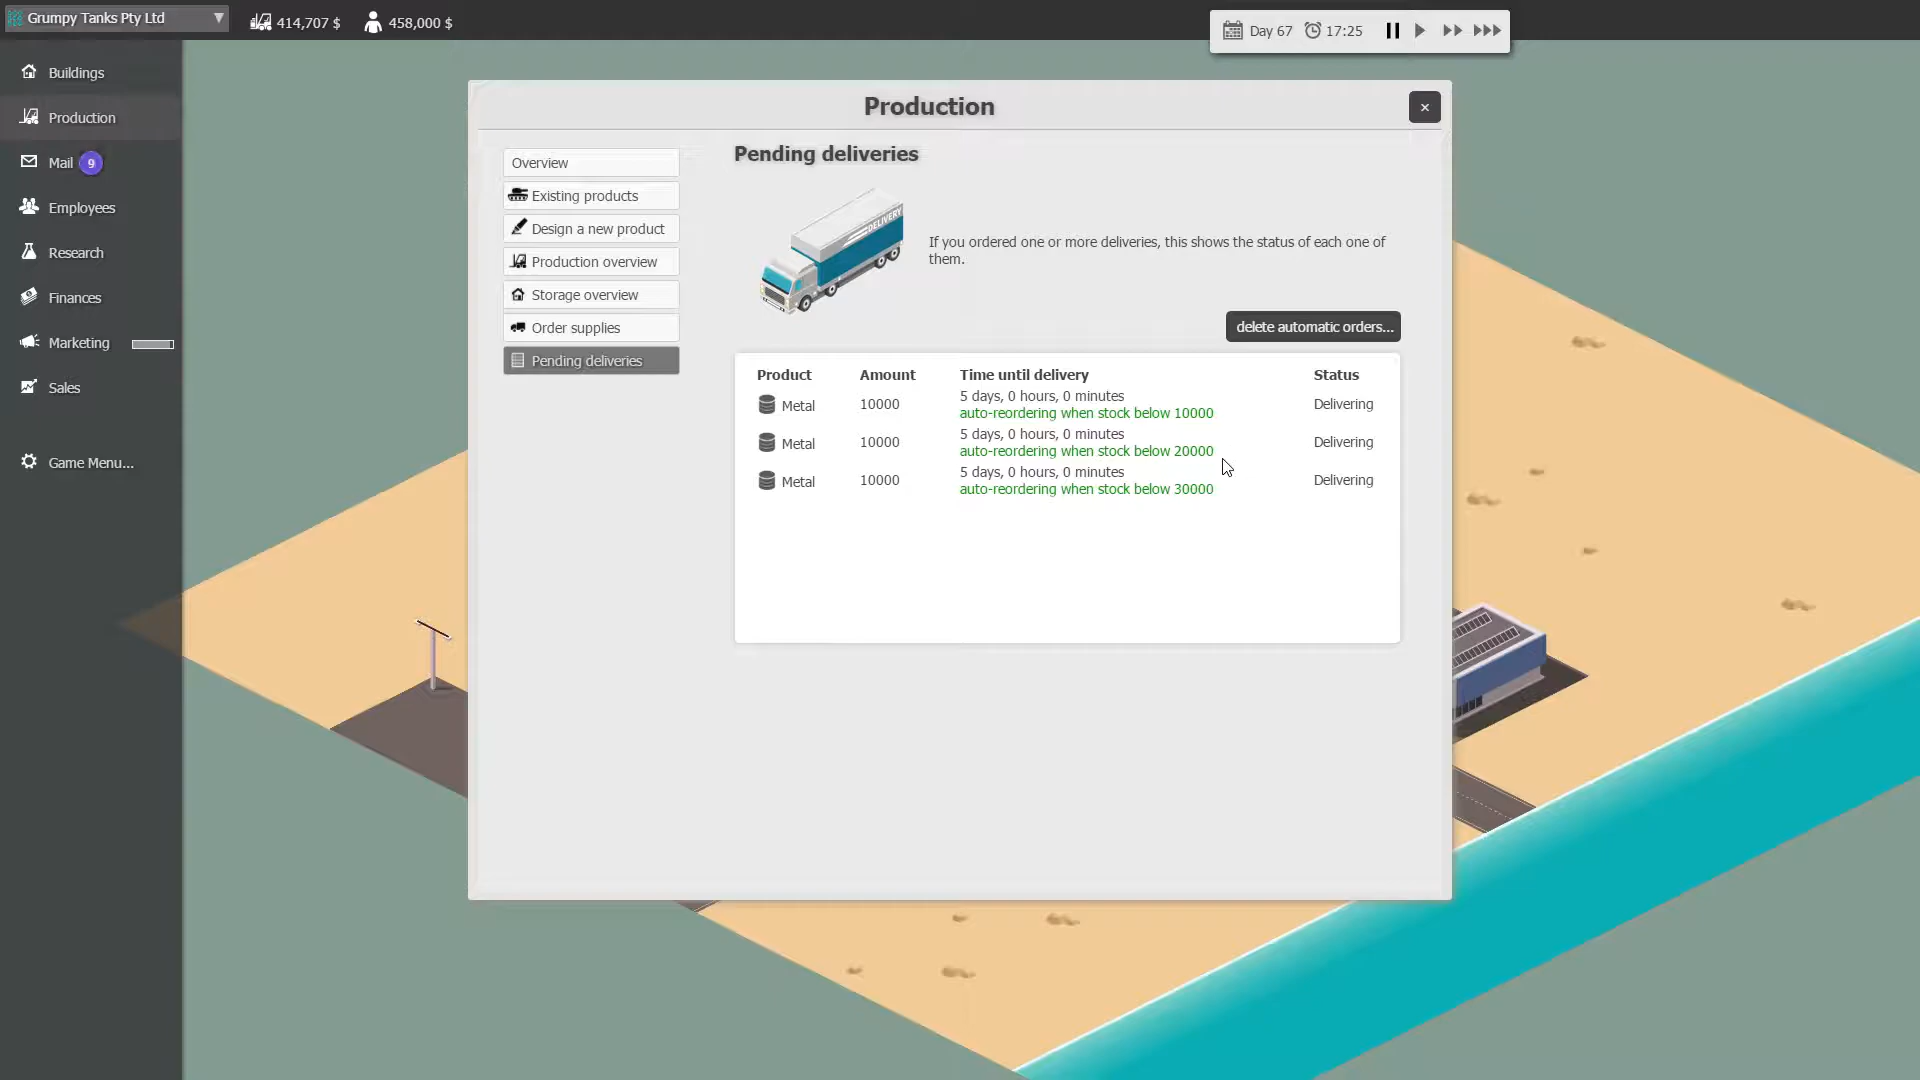 Grumpy Tanks Pty Ltd
414,707 $
458,000 $
Day 67
17:25
Buildings
Production
Mail 9
Employees
Research
Finances
Marketing
Sales
Game Menu...
Production
×
Overview
Existing products
Design a new product
Production overview
Storage overview
Order supplies
Pending deliveries
Pending deliveries
DELIVERY
If you ordered one or more deliveries, this shows the status of each one of
them.
delete automatic orders...
Product Amount Time until delivery Status
Metal 10000 5 days, 0 hours, 0 minutes Delivering
auto-reordering when stock below 10000
Metal 10000 5 days, 0 hours, 0 minutes Delivering
auto-reordering when stock below 20000
Metal 10000 5 days, 0 hours, 0 minutes Delivering
auto-reordering when stock below 30000